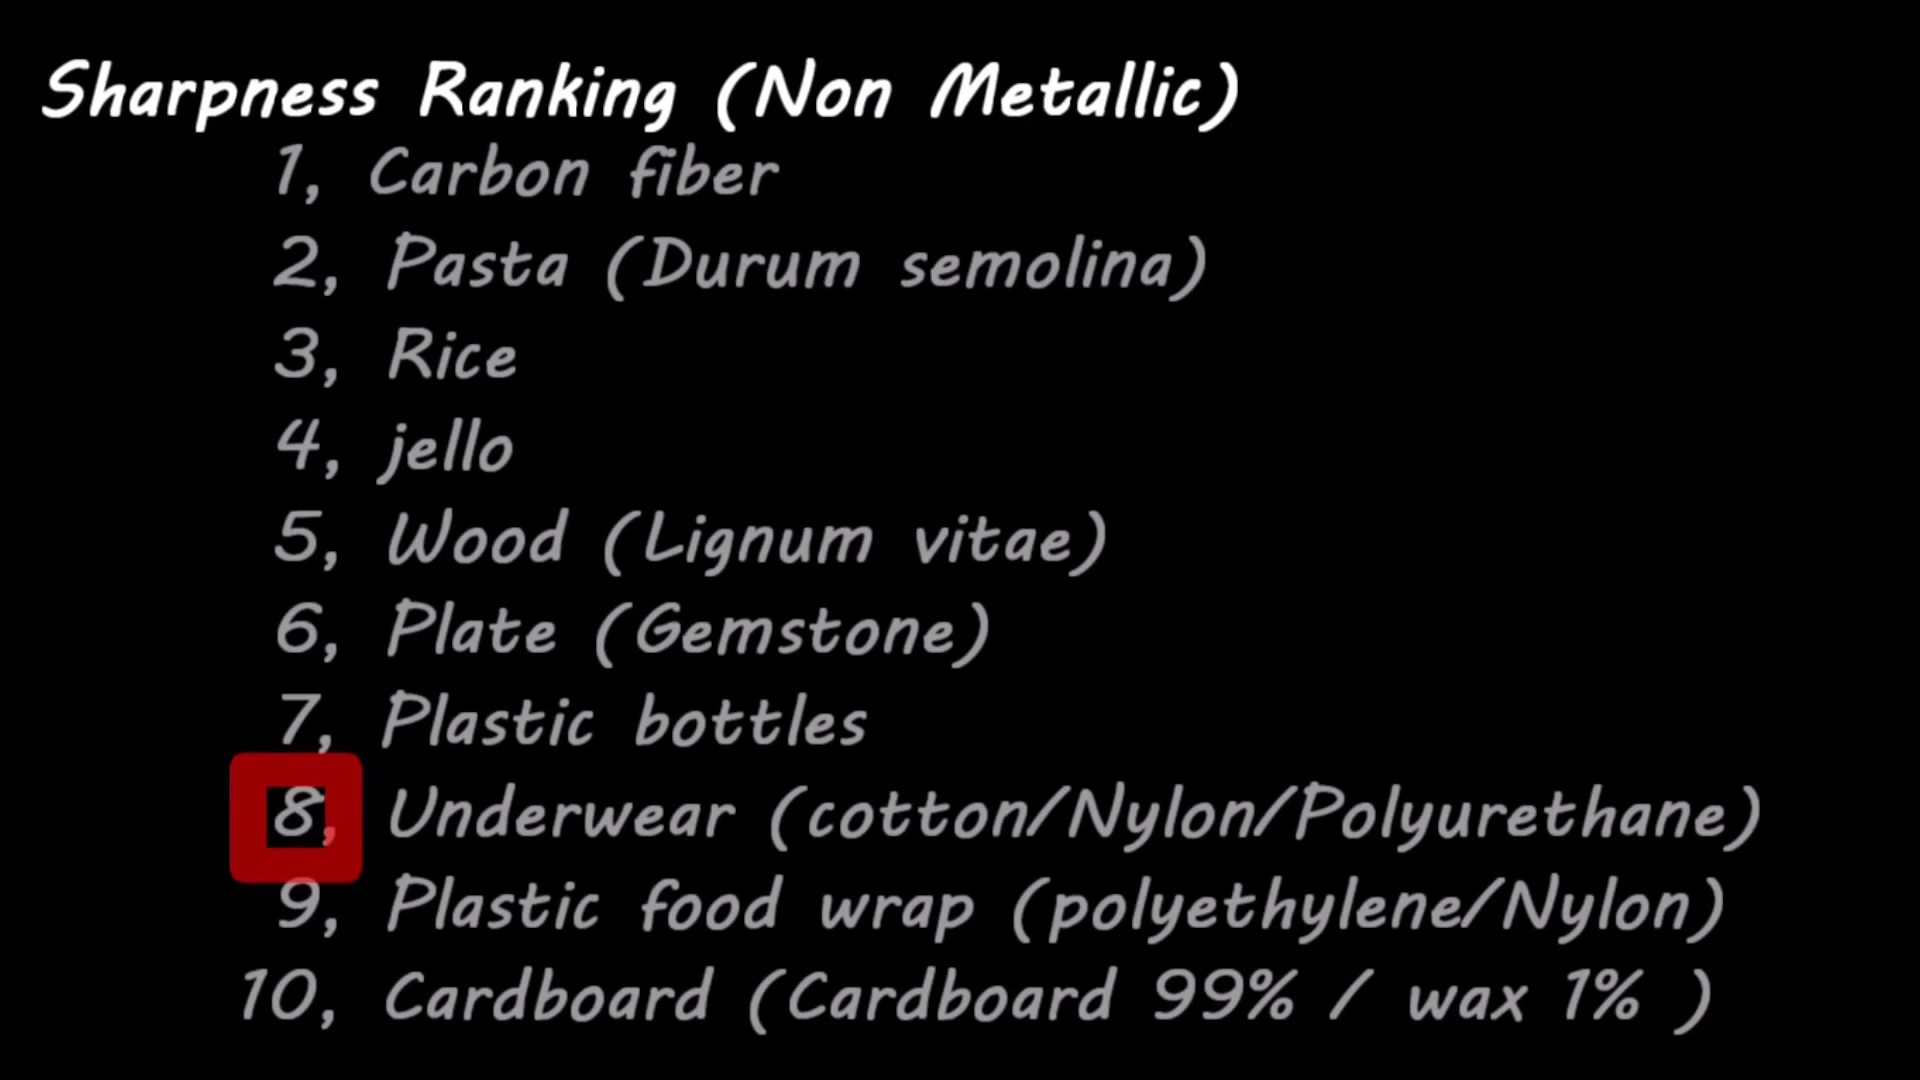 Sharpness Ranking (Non Metallic)
1, Carbon fiber
2, Pasta (Durum semolina)
3, Rice
4, jello
5, Wood (Lignum vitae)
6, Plate (Gemstone)
7, Plastic bottles
8, Underwear (cotton/Nylon/Polyurethane)
9, Plastic food wrap (polyethylene/Nylon)
10, Cardboard (Cardboard 99% / wax 1% )